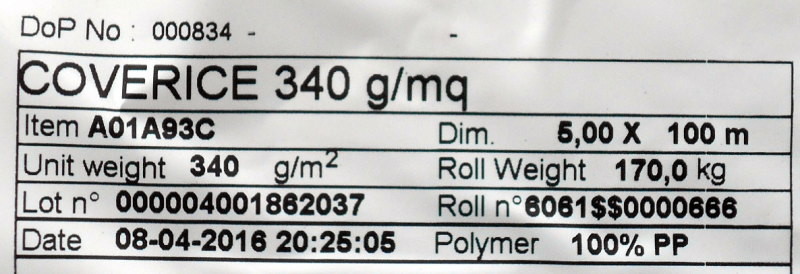 DoP No : 000834 - -
COVERICE 340 g/mq
Item A01A93C Dim. 5,00 X 100 m
Unit weight 340 g/m² Roll Weight 170,0 kg
Lot n° 000004001862037 Roll n° 6061$$0000666
Date 08-04-2016 20:25:05 Polymer 100% PP